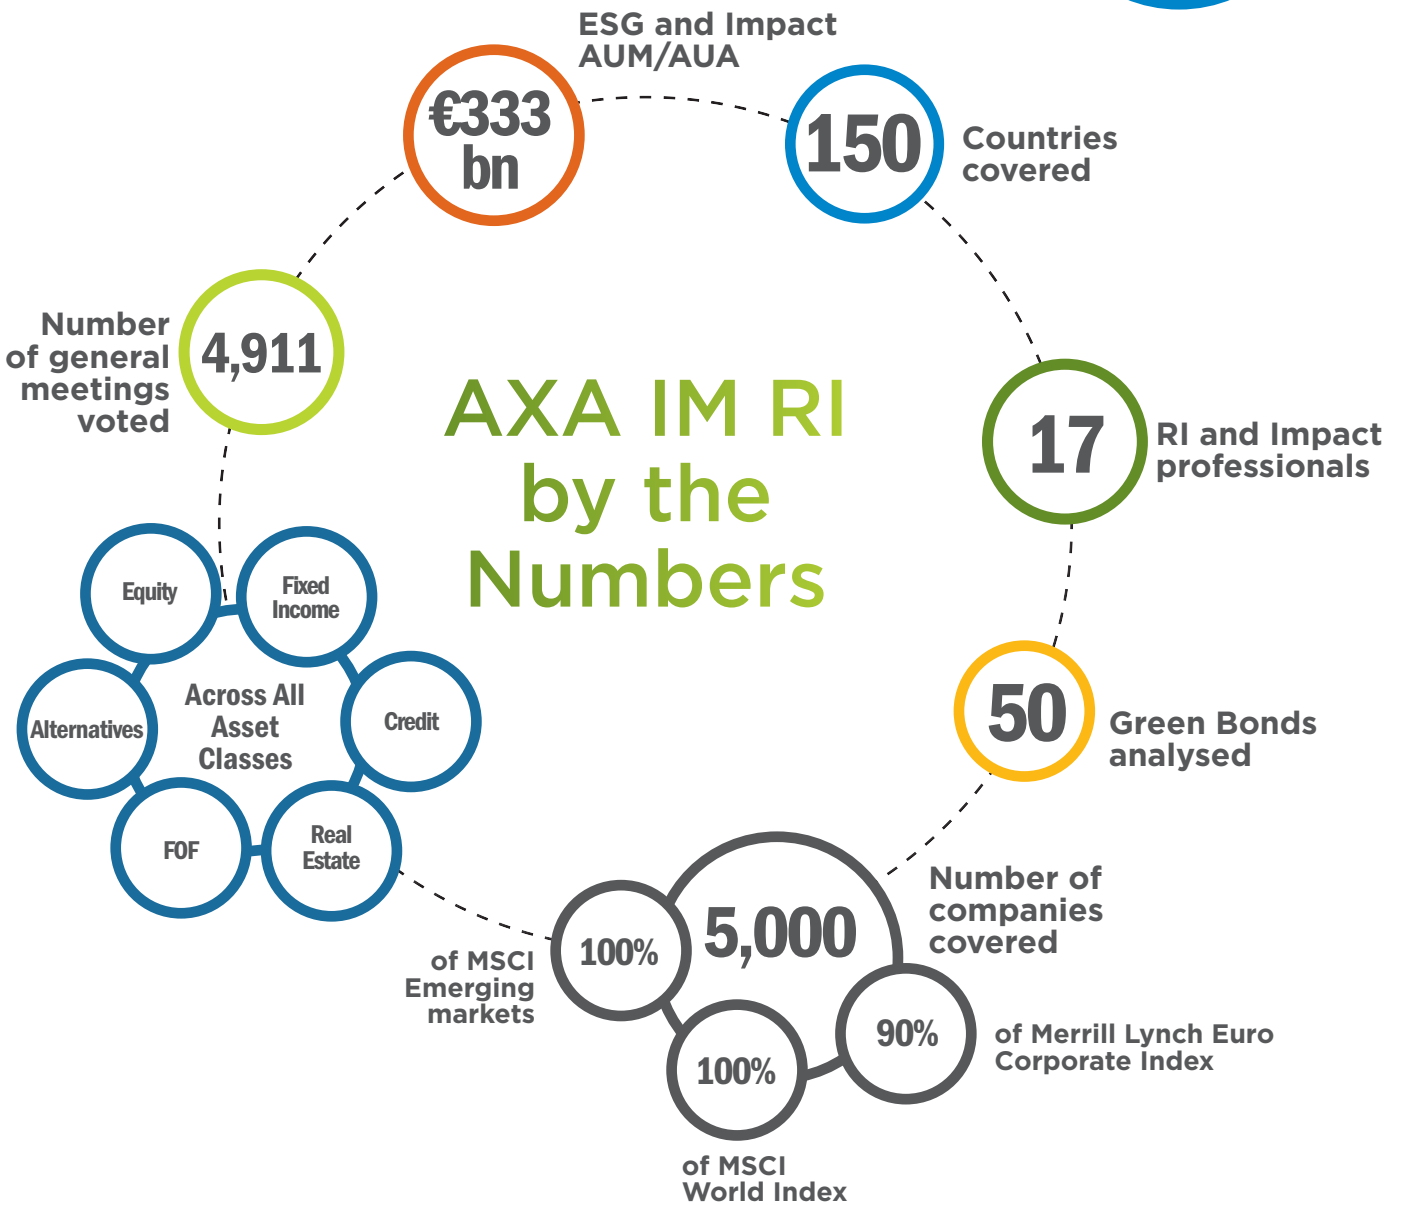 ESG and Impact
AUM/AUA
€333
bn
150
Countries
covered
Number
of general
meetings
voted
4,911
AXA IM RI
by the
Numbers
17
RI and Impact
professionals
Equity
Fixed
Income
Across All
Asset
Classes
Alternatives
Credit
FOF
Real
Estate
50
Green Bonds
analysed
Number of
companies
covered
5,000
100%
of MSCI
Emerging
markets
90%
of Merrill Lynch Euro
Corporate Index
100%
of MSCI
World Index